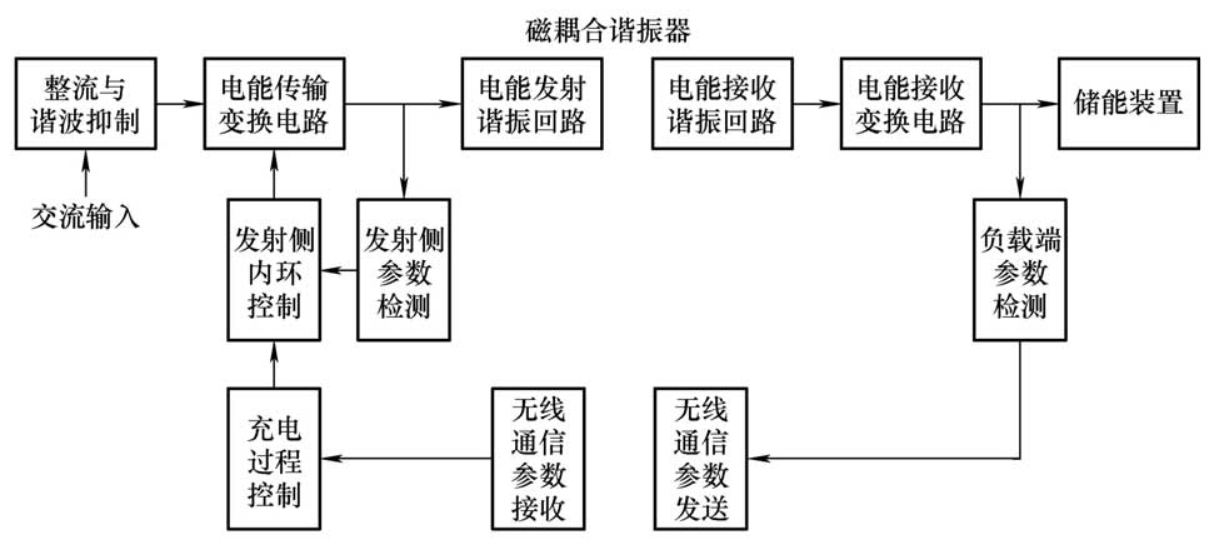 磁耦合谐振器
整流与
谐波抑制
电能传输
变换电路
电能发射
谐振回路
电能接收
谐振回路
电能接收
变换电路
储能装置
交流输入
发射侧
内环
控制
发射侧
参数
检测
负载端
参数
检测
充电
过程
控制
无线
通信
参数
接收
无线
通信
参数
发送